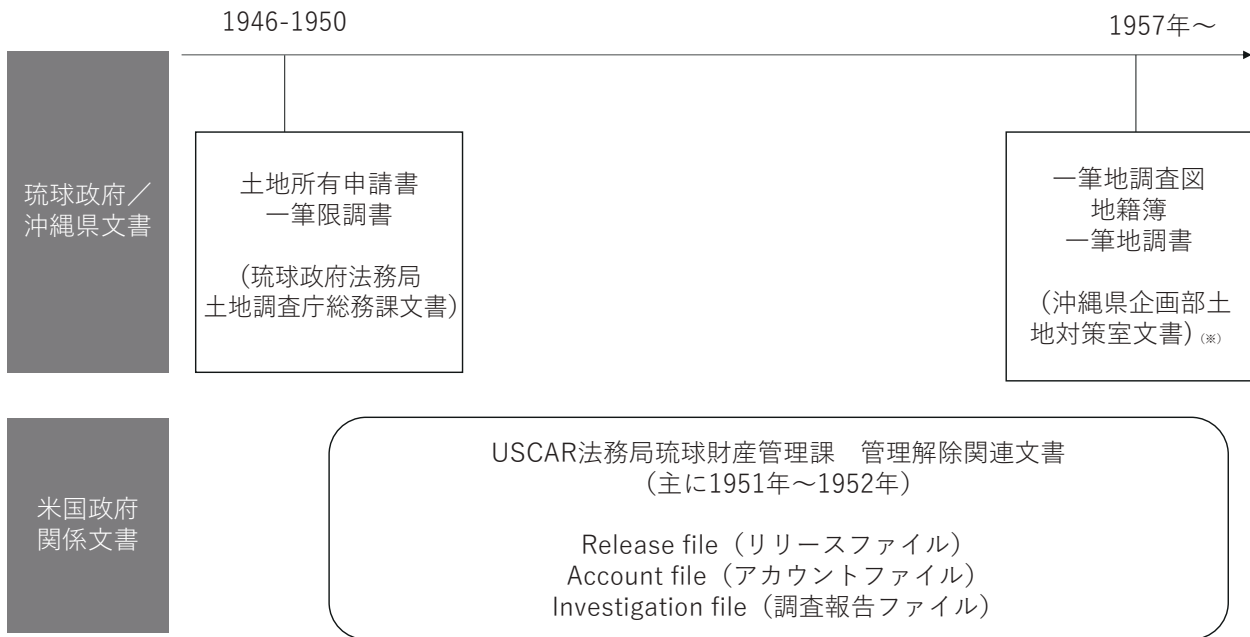 1946-1950
1957年～
琉球政府／
沖縄県文書
土地所有申請書
一筆限調書
（琉球政府法務局
土地調査庁総務課文書）
一筆地調査図
地籍簿
一筆地調書
（沖縄県企画部土
地対策室文書）（※）
米国政府
関係文書
USCAR法務局琉球財産管理課　管理解除関連文書
（主に1951年～1952年）
Release file（リリースファイル）
Account file（アカウントファイル）
Investigation file（調査報告ファイル）